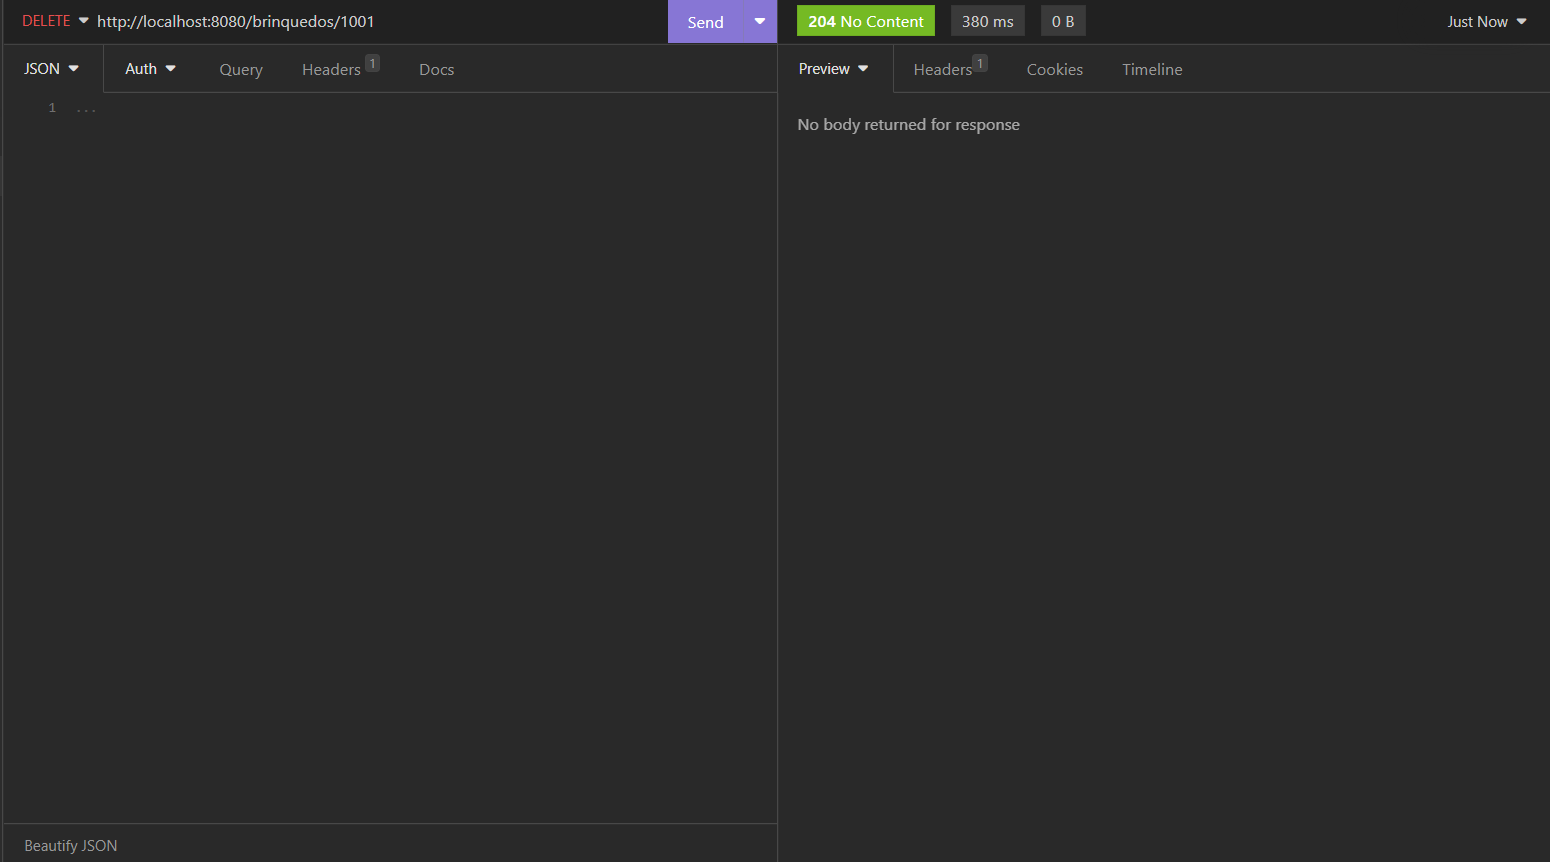 DELETE http://localhost:8080/brinquedos/1001 Send
204 No Content 380 ms 0 B Just Now
JSON Auth Query Headers 1 Docs
Preview Headers 1 Cookies Timeline
1 ...
No body returned for response
Beautify JSON